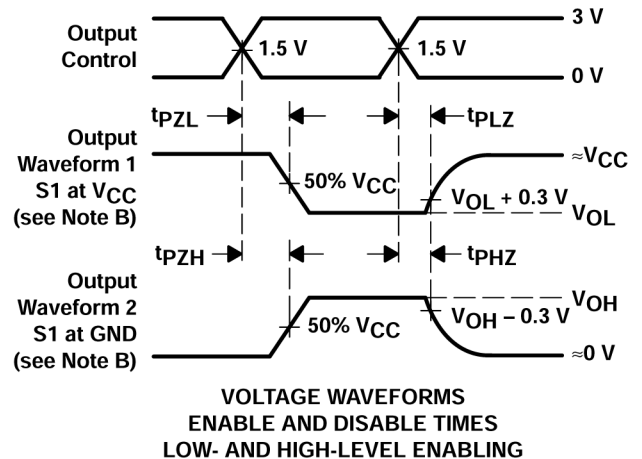 Output
Control
3 V
1.5 V
1.5 V
0 V
tPZL
tPLZ
Output
Waveform 1
S1 at VCC
(see Note B)
≈VCC
50% VCC
VOL + 0.3 V
VOL
tPZH
tPHZ
Output
Waveform 2
S1 at GND
(see Note B)
VOH
50% VCC
VOH – 0.3 V
≈0 V
VOLTAGE WAVEFORMS
ENABLE AND DISABLE TIMES
LOW- AND HIGH-LEVEL ENABLING